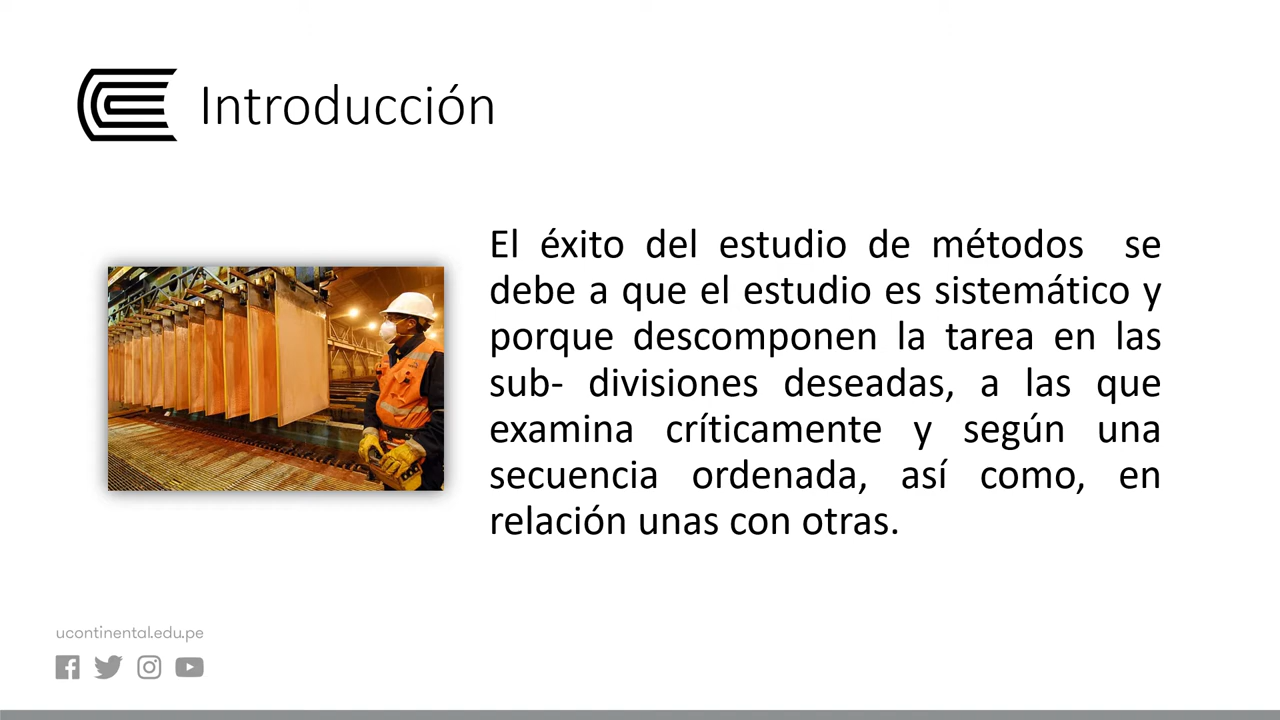 Introducción
El éxito del estudio de métodos se
debe a que el estudio es sistemático y
porque descomponen la tarea en las
sub- divisiones deseadas, a las que
examina críticamente y según una
secuencia ordenada, así como, en
relación unas con otras.
ucontinental.edu.pe